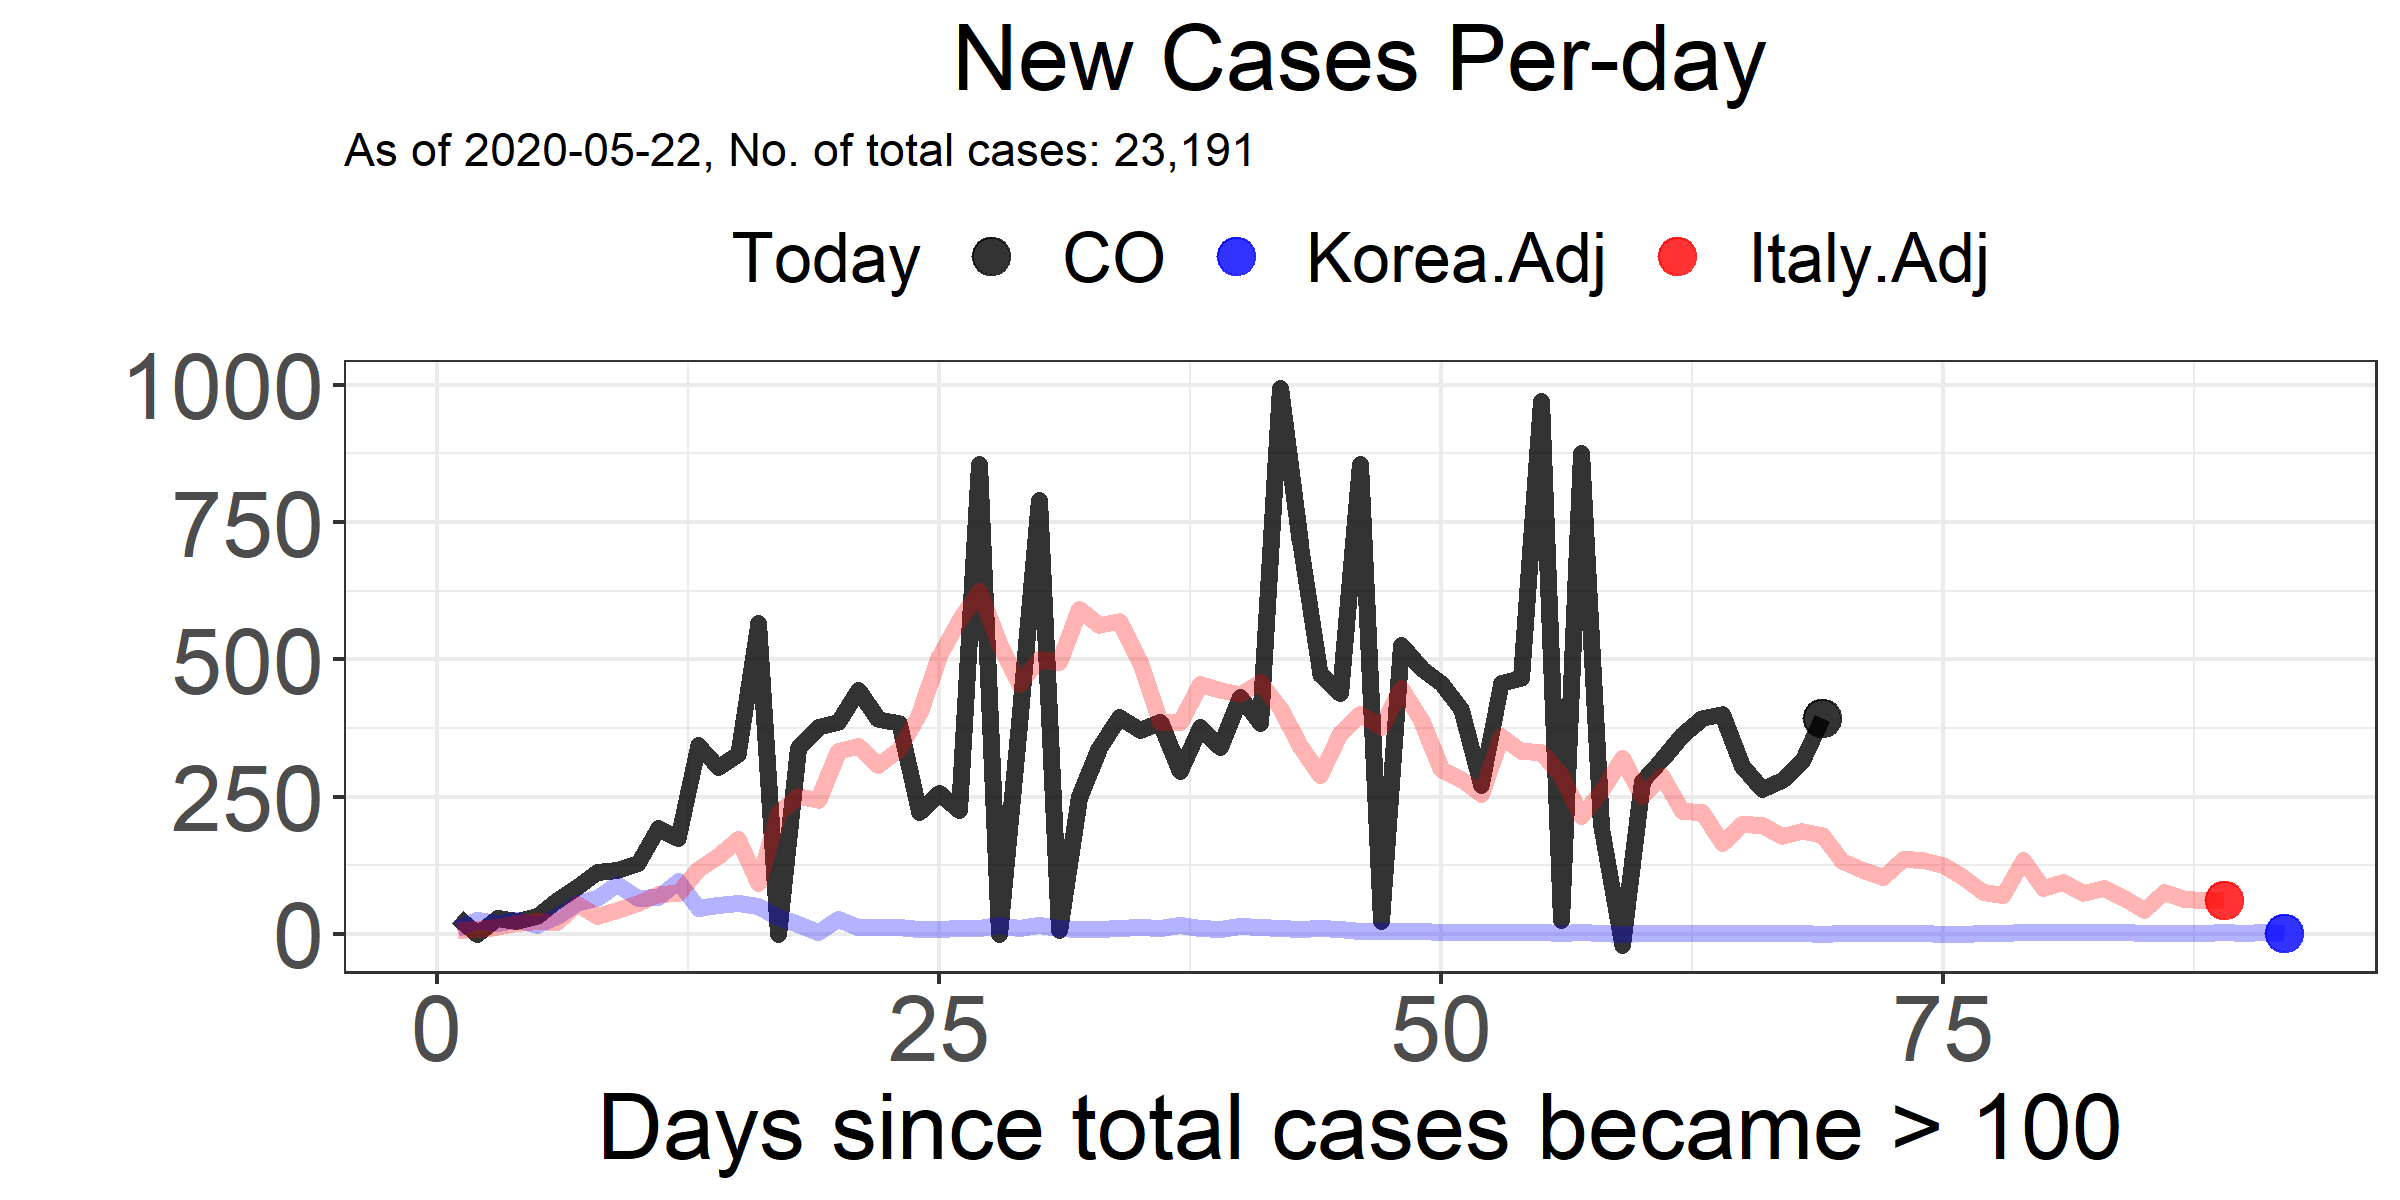 New Cases Per-day
As of 2020-05-22, No. of total cases: 23,191
Today CO Korea.Adj Italy.Adj
1000
750
500
250
0
0 25 50 75
Days since total cases became > 100